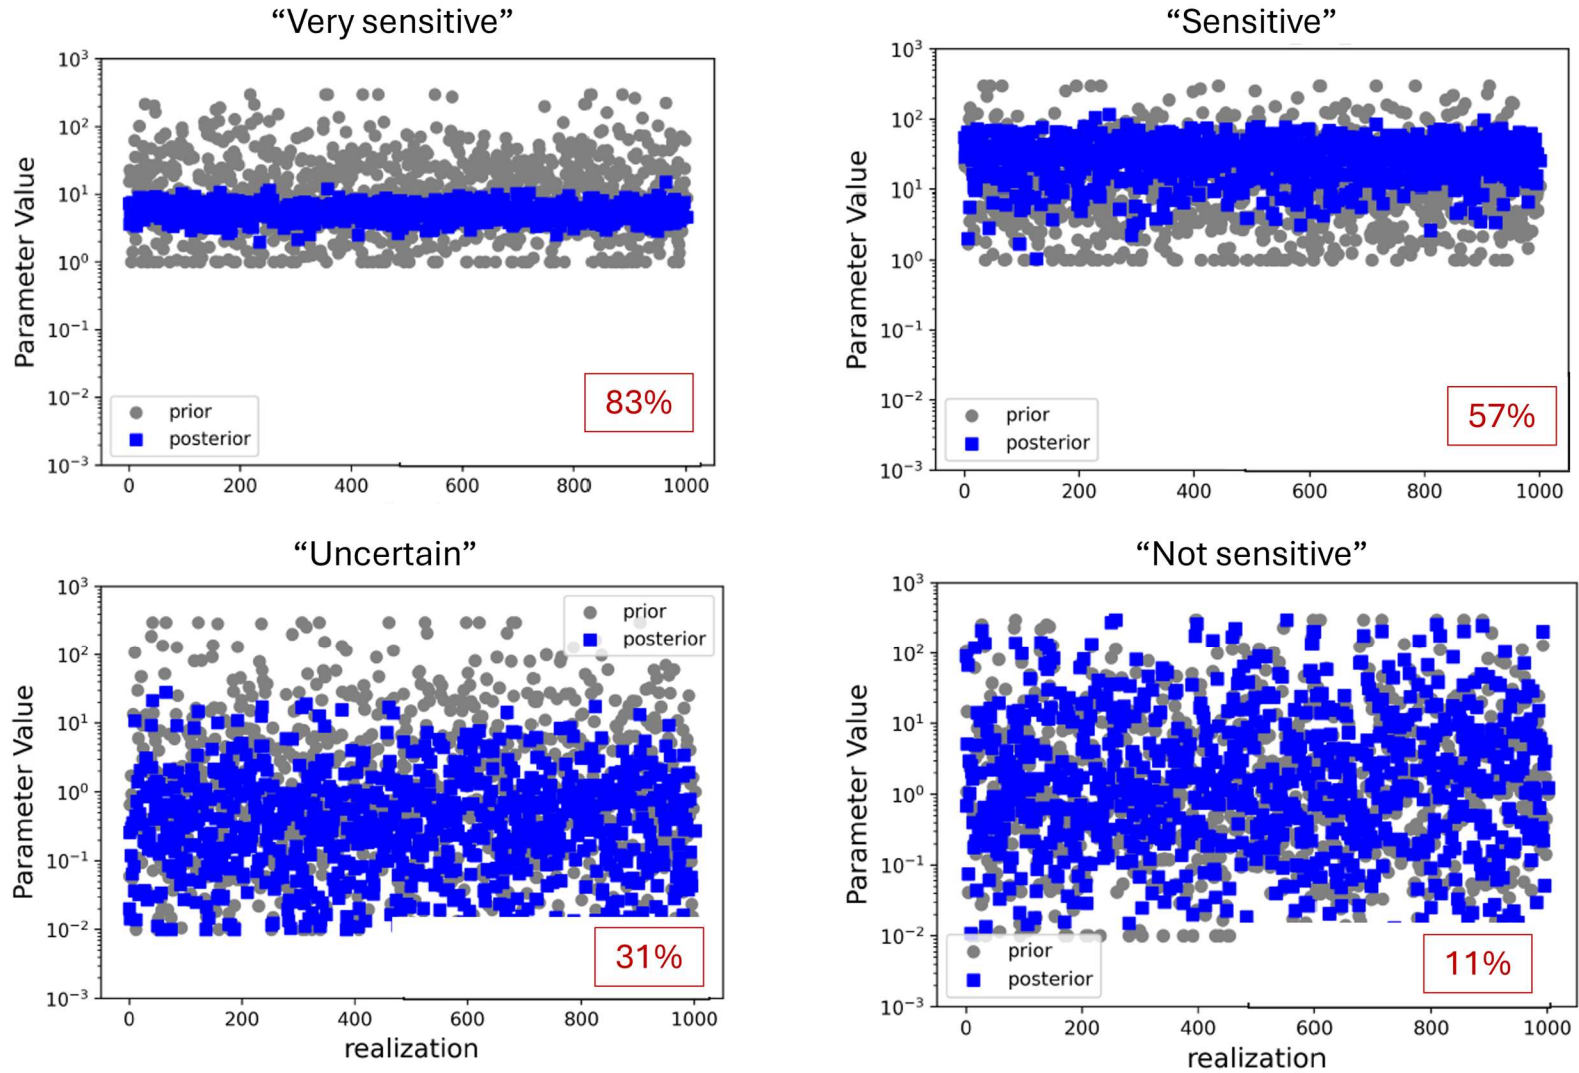 “Very sensitive”
10³
10²
10¹
10⁰
10⁻¹
10⁻²
10⁻³
Parameter Value
prior
posterior
83%
0 200 400 600 800 1000
“Sensitive”
10³
10²
10¹
10⁰
10⁻¹
10⁻²
10⁻³
Parameter Value
prior
posterior
57%
0 200 400 600 800 1000
“Uncertain”
10³
10²
10¹
10⁰
10⁻¹
10⁻²
10⁻³
Parameter Value
prior
posterior
31%
0 200 400 600 800 1000
realization
“Not sensitive”
10³
10²
10¹
10⁰
10⁻¹
10⁻²
10⁻³
Parameter Value
prior
posterior
11%
0 200 400 600 800 1000
realization